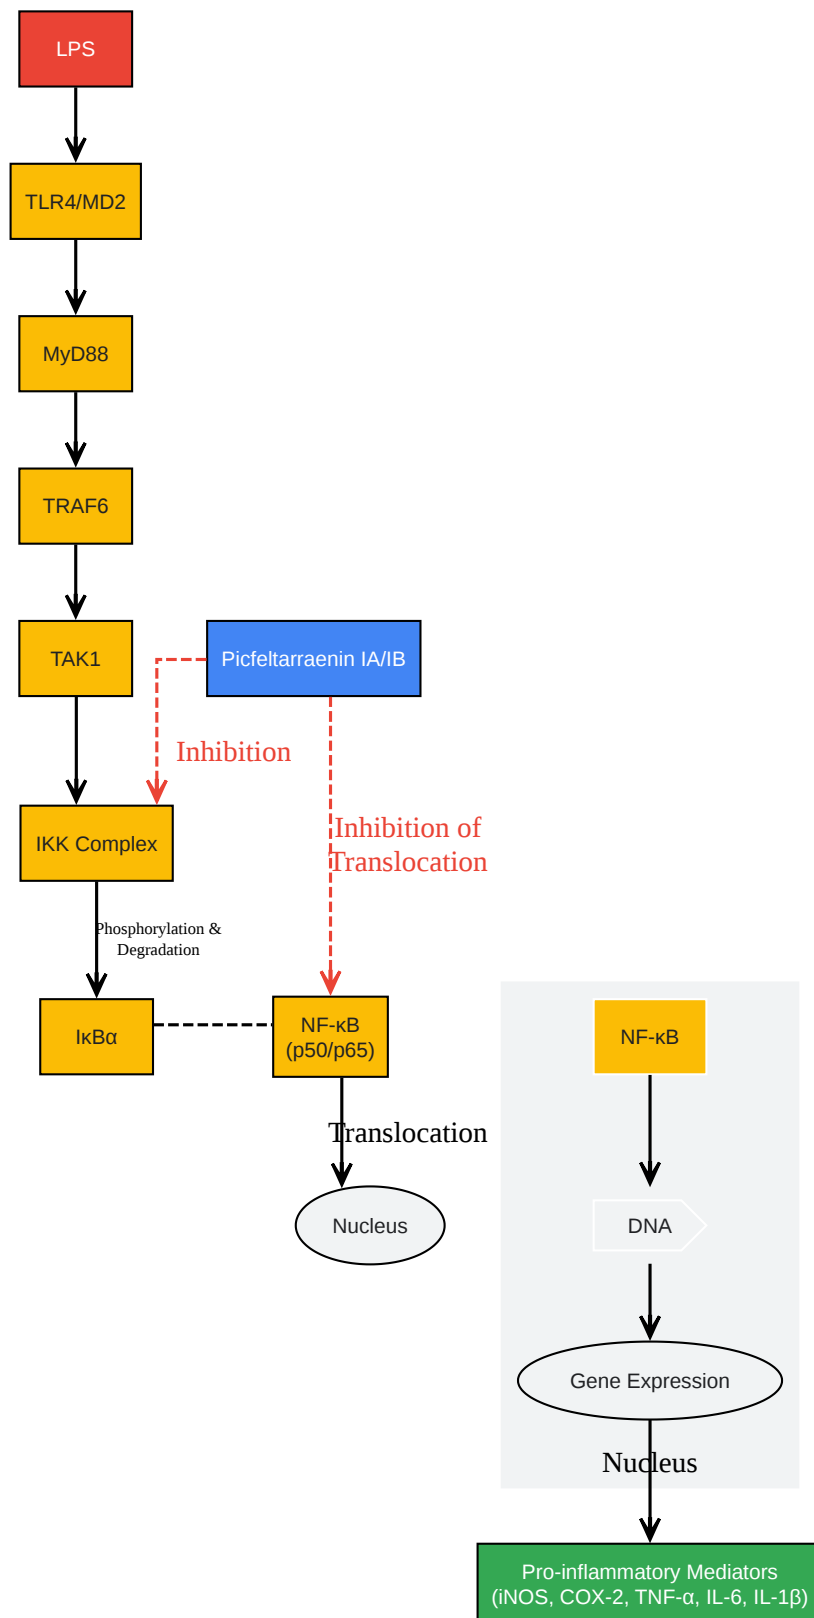 LPS
TLR4/MD2
MyD88
TRAF6
TAK1
Picfeltarraenin IA/IB
Inhibition
Inhibition of
Translocation
IKK Complex
Phosphorylation &
Degradation
IκBα
NF-κB
(p50/p65)
Translocation
Nucleus
NF-κB
DNA
Gene Expression
Nucleus
Pro-inflammatory Mediators
(iNOS, COX-2, TNF-α, IL-6, IL-1β)